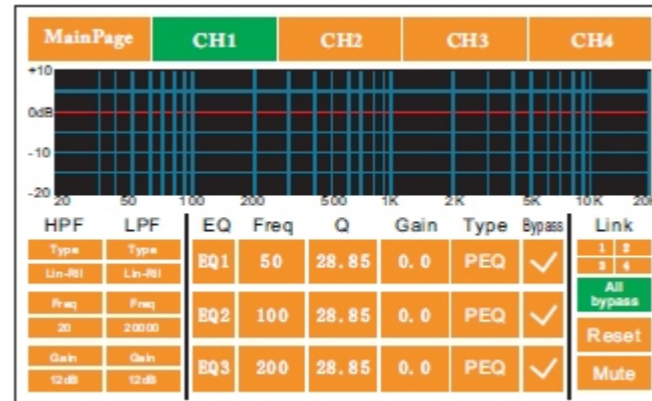 MainPage CH1 CH2 CH3 CH4
+10
0dB
-10
-20
20 50 100 200 500 1K 2K 5K 10K 20K
HPF LPF EQ Freq Q Gain Type Bypass Link
Type Type EQ1 50 28.85 0.0 PEQ 1 2
Lin-Ril Lin-Ril 3 4
Freq Freq EQ2 100 28.85 0.0 PEQ All bypass
20 20000 Reset
Gain Gain EQ3 200 28.85 0.0 PEQ Mute
12dB 12dB